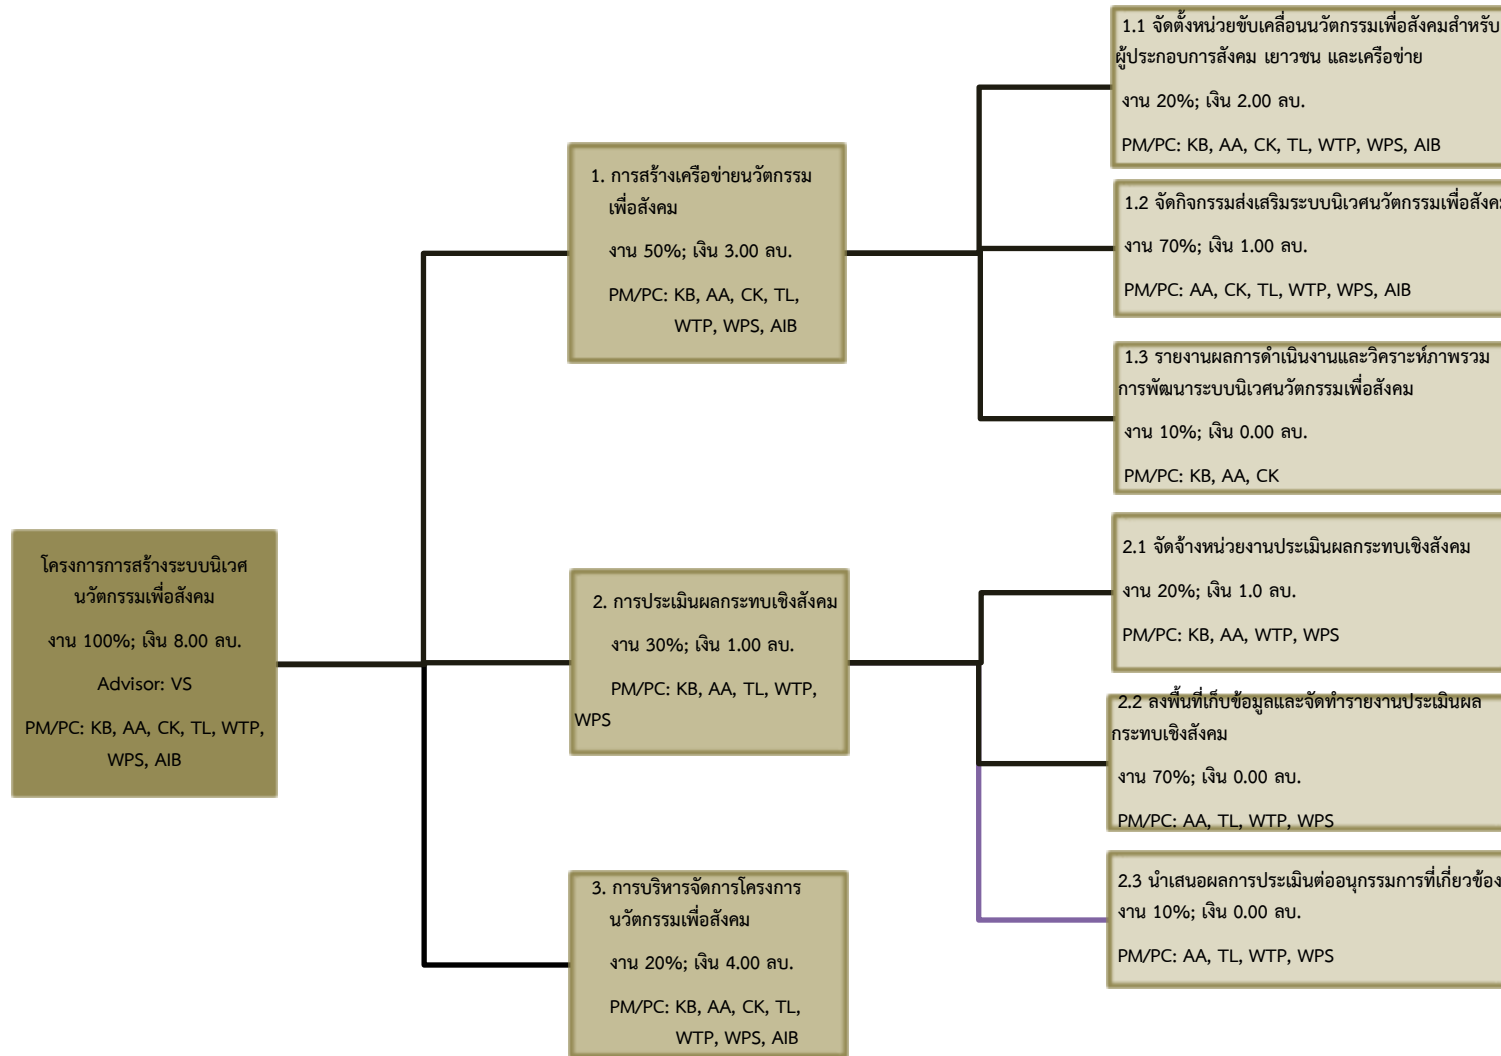 โครงการการสร้างระบบนิเวศ
นวัตกรรมเพื่อสังคม
งาน 100%; เงิน 8.00 ลบ.
Advisor: VS
PM/PC: KB, AA, CK, TL, WTP,
WPS, AIB
1. การสร้างเครือข่ายนวัตกรรม
เพื่อสังคม
งาน 50%; เงิน 3.00 ลบ.
PM/PC: KB, AA, CK, TL,
WTP, WPS, AIB
1.1 จัดตั้งหน่วยขับเคลื่อนนวัตกรรมเพื่อสังคมสำหรับ
ผู้ประกอบการสังคม เยาวชน และเครือข่าย
งาน 20%; เงิน 2.00 ลบ.
PM/PC: KB, AA, CK, TL, WTP, WPS, AIB
1.2 จัดกิจกรรมส่งเสริมระบบนิเวศนวัตกรรมเพื่อสังคม
งาน 70%; เงิน 1.00 ลบ.
PM/PC: AA, CK, TL, WTP, WPS, AIB
1.3 รายงานผลการดำเนินงานและวิคราะห์ภาพรวม
การพัฒนาระบบนิเวศนวัตกรรมเพื่อสังคม
งาน 10%; เงิน 0.00 ลบ.
PM/PC: KB, AA, CK
2. การประเมินผลกระทบเชิงสังคม
งาน 30%; เงิน 1.00 ลบ.
PM/PC: KB, AA, TL, WTP,
WPS
2.1 จัดจ้างหน่วยงานประเมินผลกระทบเชิงสังคม
งาน 20%; เงิน 1.0 ลบ.
PM/PC: KB, AA, WTP, WPS
2.2 ลงพื้นที่เก็บข้อมูลและจัดทำรายงานประเมินผล
กระทบเชิงสังคม
งาน 70%; เงิน 0.00 ลบ.
PM/PC: AA, TL, WTP, WPS
2.3 นำเสนอผลการประเมินต่ออนุกรรมการที่เกี่ยวข้อง
งาน 10%; เงิน 0.00 ลบ.
PM/PC: AA, TL, WTP, WPS
3. การบริหารจัดการโครงการ
นวัตกรรมเพื่อสังคม
งาน 20%; เงิน 4.00 ลบ.
PM/PC: KB, AA, CK, TL,
WTP, WPS, AIB